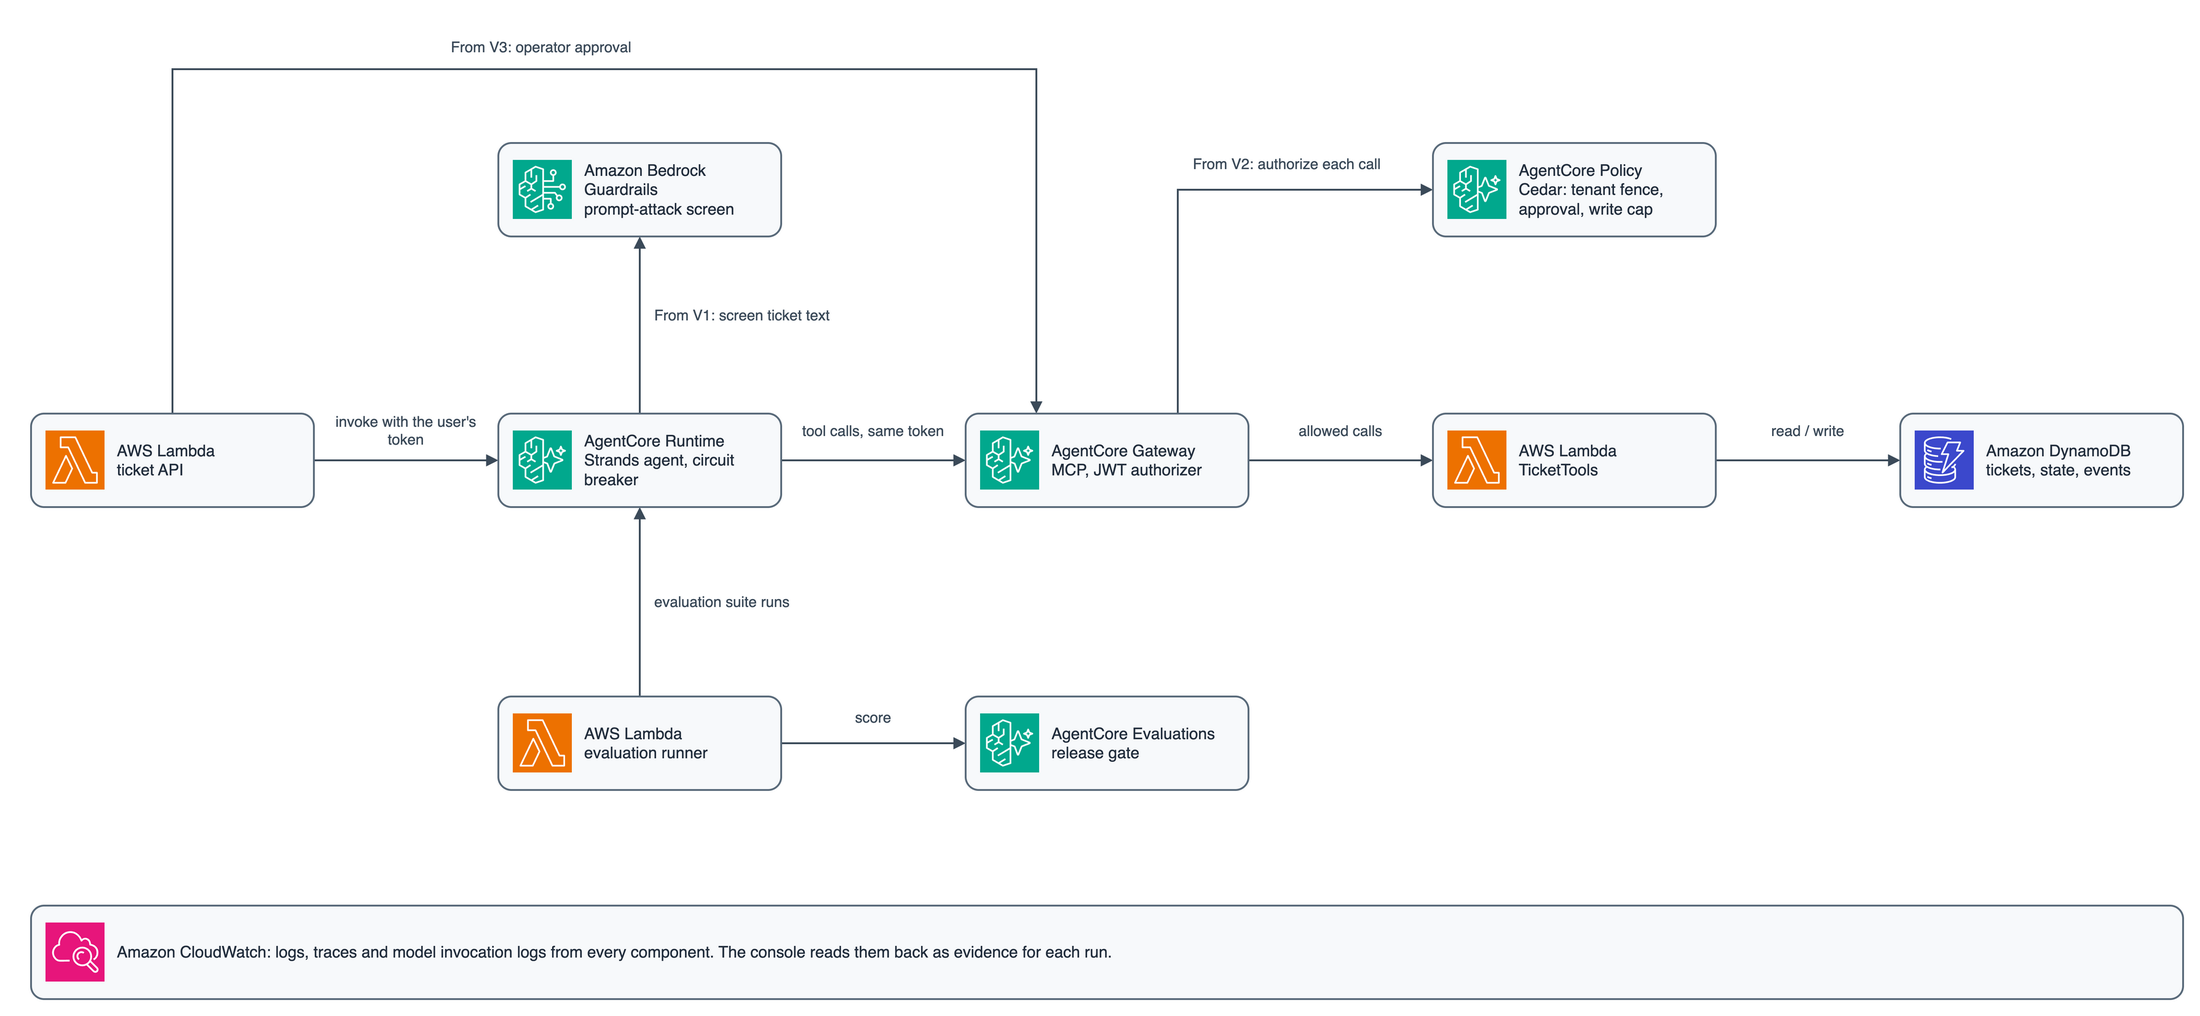 From V3: operator approval
Amazon Bedrock
Guardrails
prompt-attack screen
From V2: authorize each call
AgentCore Policy
Cedar: tenant fence,
approval, write cap
From V1: screen ticket text
AWS Lambda
ticket API
invoke with the user's
token
AgentCore Runtime
Strands agent, circuit
breaker
tool calls, same token
AgentCore Gateway
MCP, JWT authorizer
allowed calls
AWS Lambda
TicketTools
read / write
Amazon DynamoDB
tickets, state, events
evaluation suite runs
AWS Lambda
evaluation runner
score
AgentCore Evaluations
release gate
Amazon CloudWatch: logs, traces and model invocation logs from every component. The console reads them back as evidence for each run.